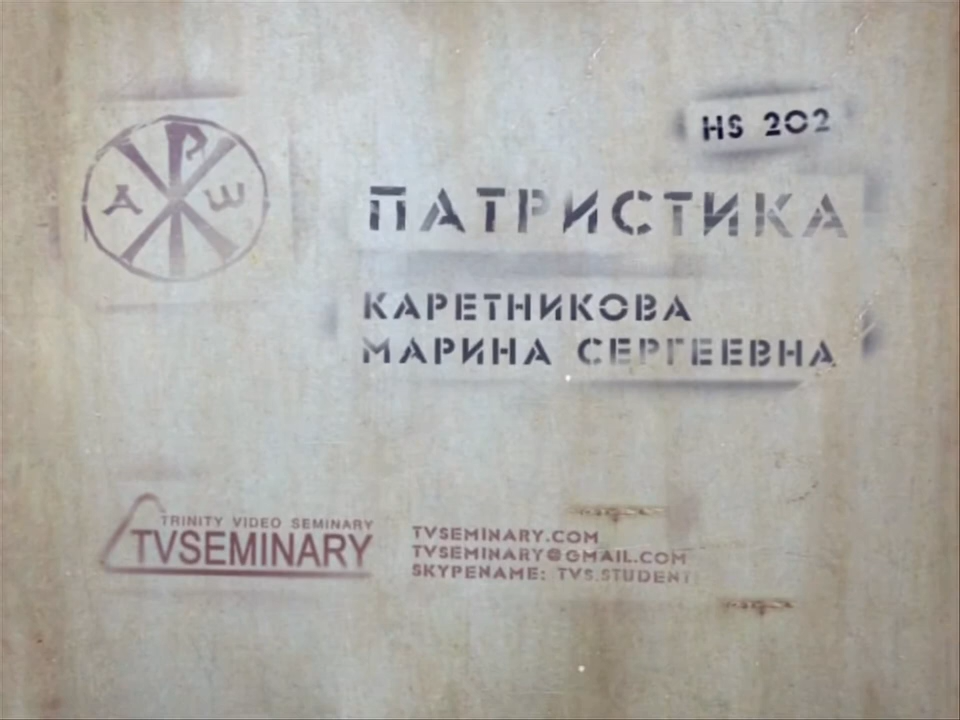 HS 202
ПАТРИСТИКА
КАРЕТНИКОВА
МАРИНА СЕРГЕЕВНА
TRINITY VIDEO SEMINARY
TVSEMINARY
TVSEMINARY.COM
TVSEMINARY@GMAIL.COM
SKYPENAME: TVS.STUDENT